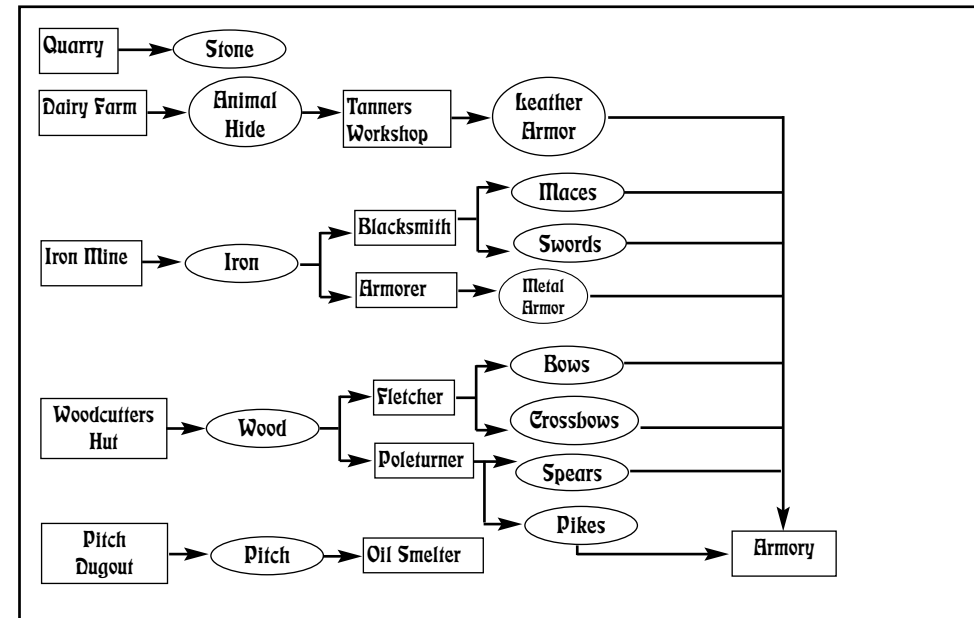 Quarry
Stone
Dairy Farm
Animal
Hide
Tanners
Workshop
Leather
Armor
Maces
Blacksmith
Swords
Iron Mine
Iron
Armorer
Metal
Armor
Bows
Fletcher
Crossbows
Woodcutters
Hut
Wood
Poleturner
Spears
Pikes
Pitch
Dugout
Pitch
Oil Smelter
Armory